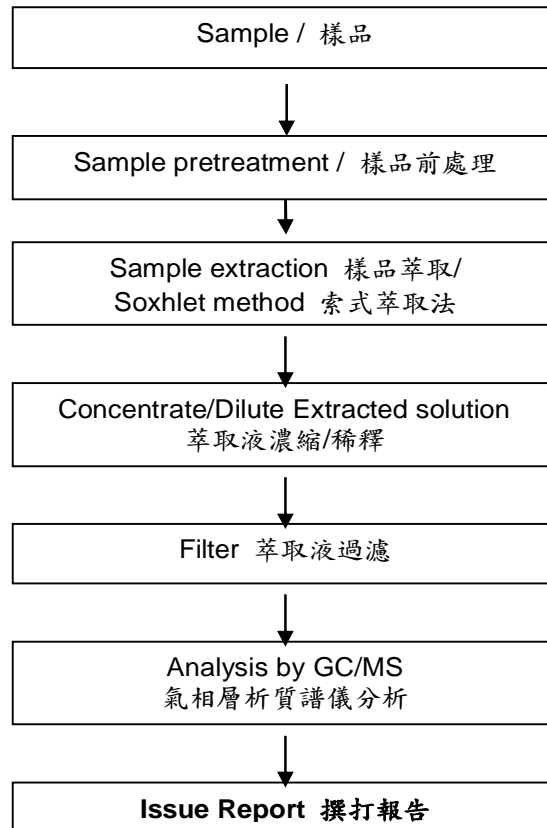 Sample / 樣品
Sample pretreatment / 樣品前處理
Sample extraction 樣品萃取/
Soxhlet method 索式萃取法
Concentrate/Dilute Extracted solution
萃取液濃縮/稀釋
Filter 萃取液過濾
Analysis by GC/MS
氣相層析質譜儀分析
Issue Report 撰打報告